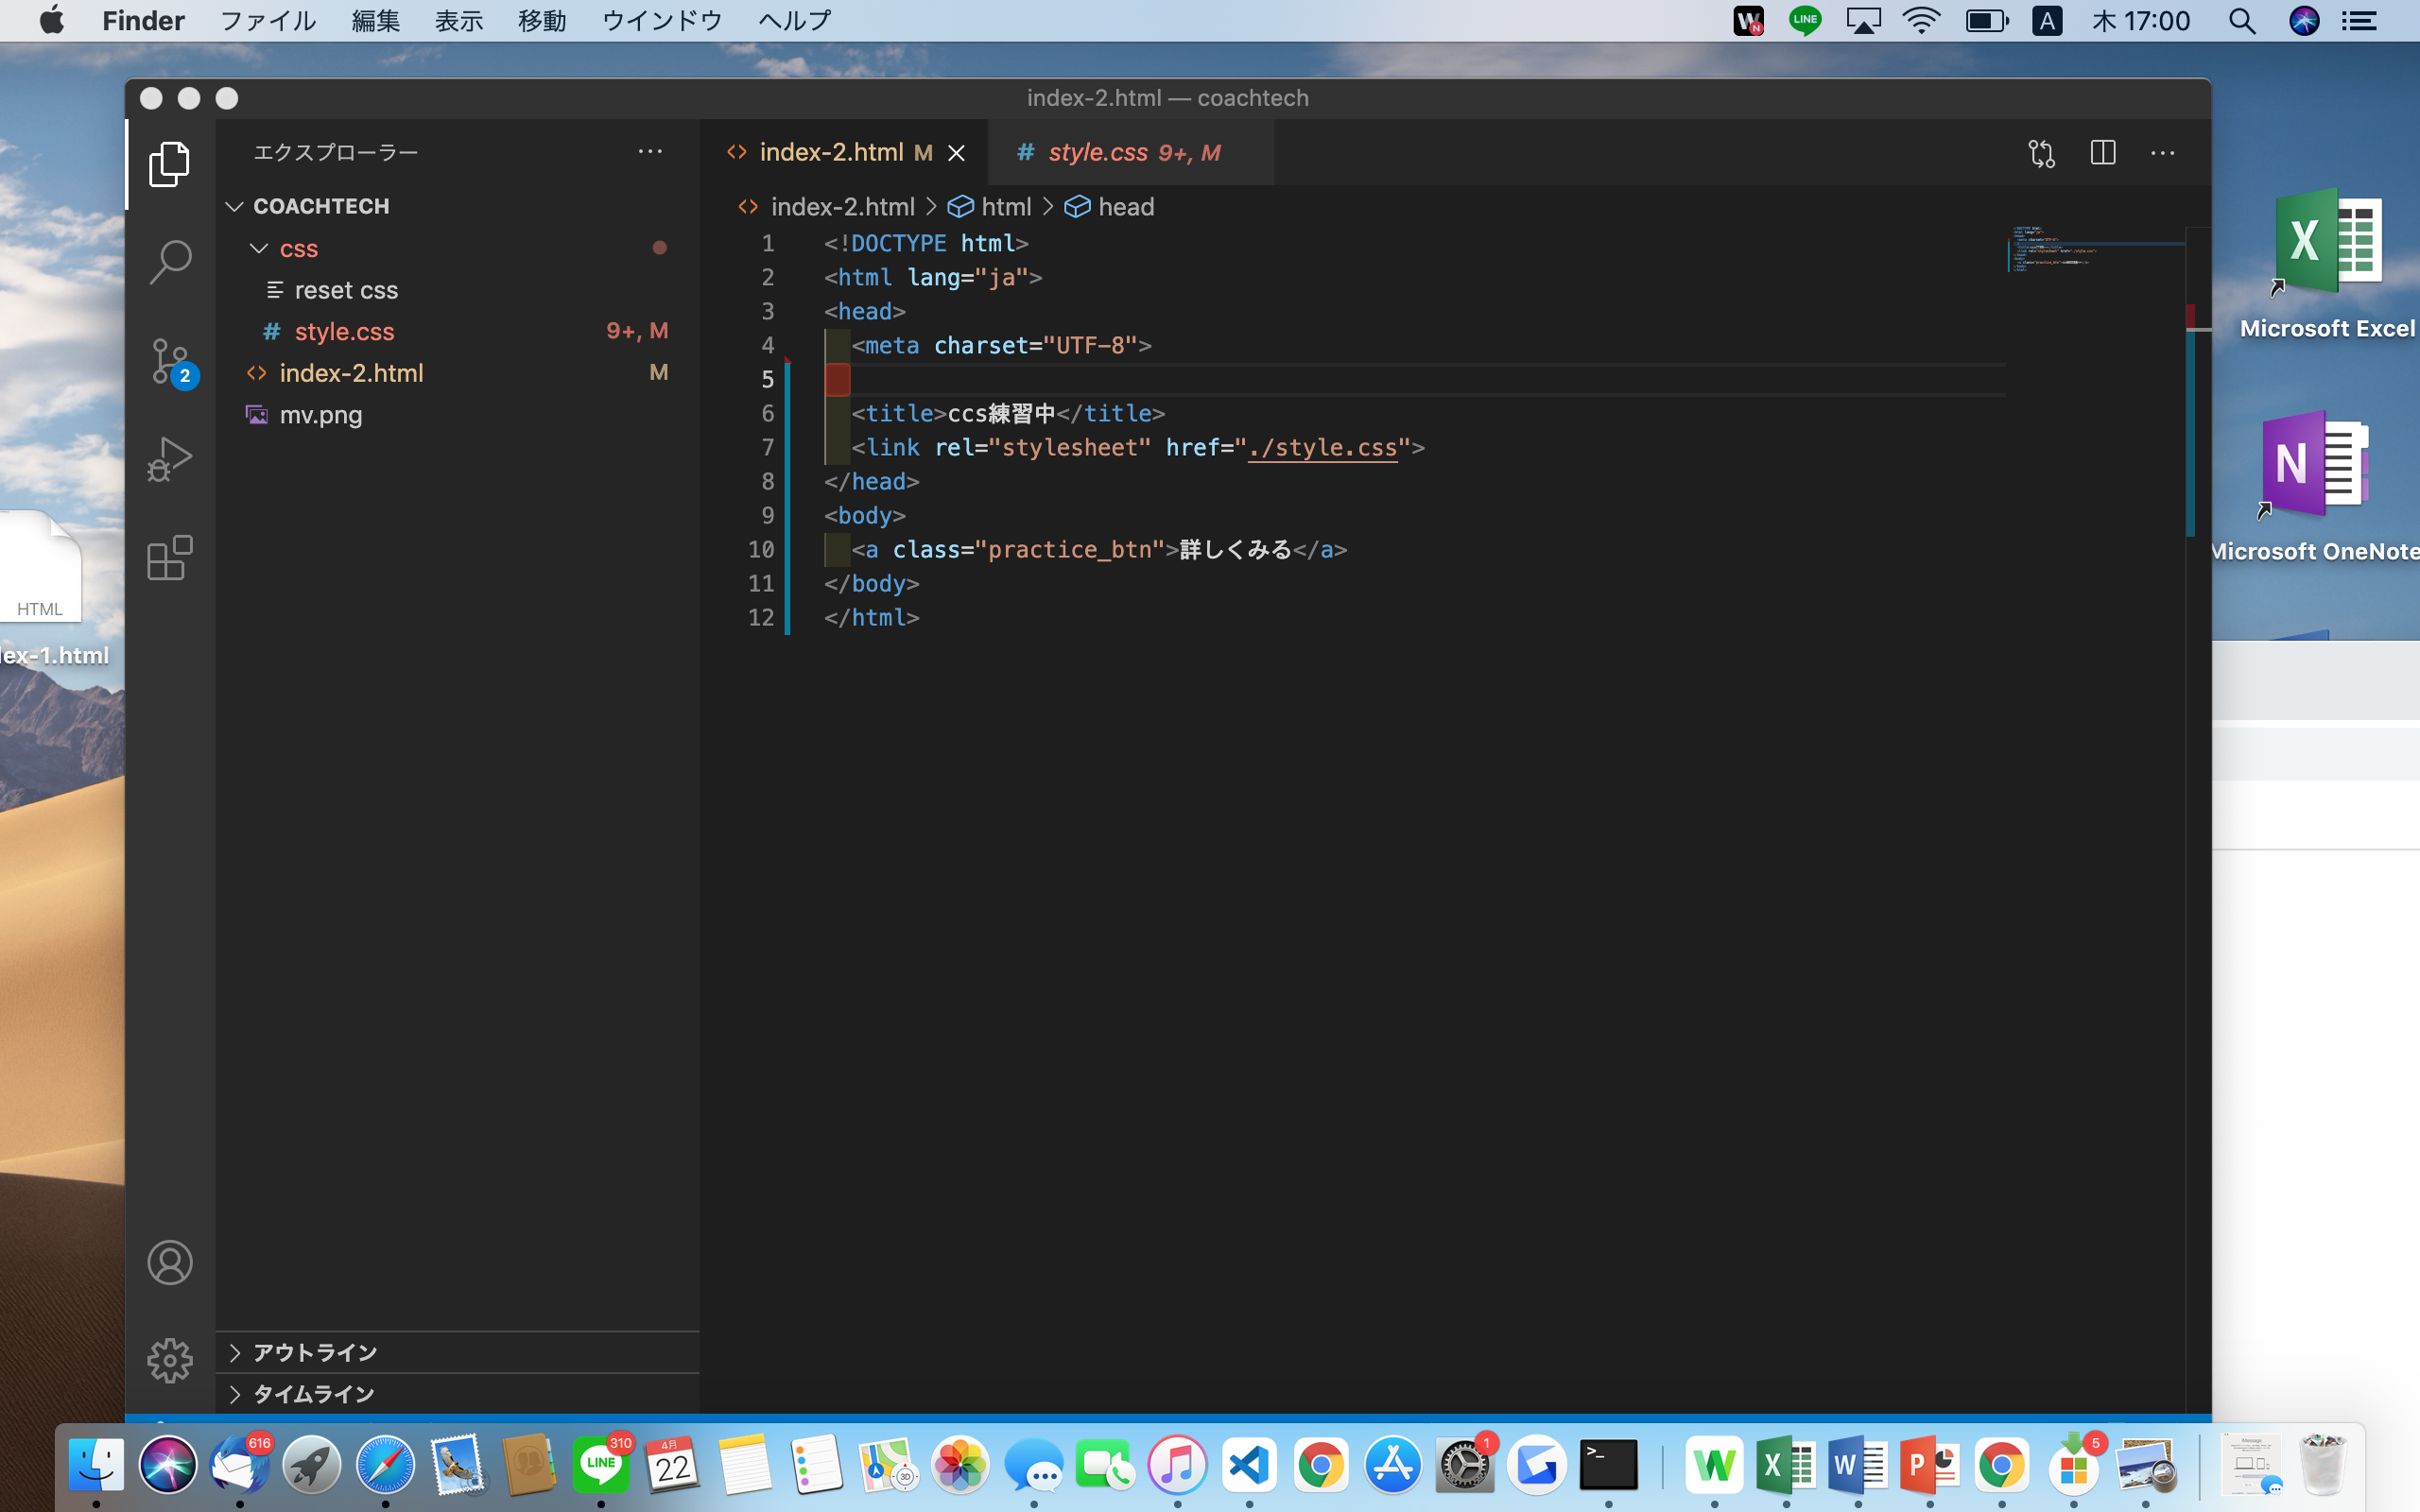 Finder ファイル 編集 表示 移動 ウインドウ ヘルプ
LINE A 木 17:00
index-2.html — coachtech
エクスプローラー
index-2.html M
# style.css 9+, M
COACHTECH
index-2.html > html > head
css
reset css
# style.css 9+, M
index-2.html M
mv.png
2
1 <!DOCTYPE html>
2 <html lang="ja">
3 <head>
4 <meta charset="UTF-8">
5
6 <title>ccs練習中</title>
7 <link rel="stylesheet" href="./style.css">
8 </head>
9 <body>
10 <a class="practice_btn">詳しくみる</a>
11 </body>
12 </html>
アウトライン
タイムライン
HTML
ex-1.html
X
Microsoft Excel
N
Microsoft OneNote
616
LINE
310
4月
22
3D
1
>_
W
X
W
P
5